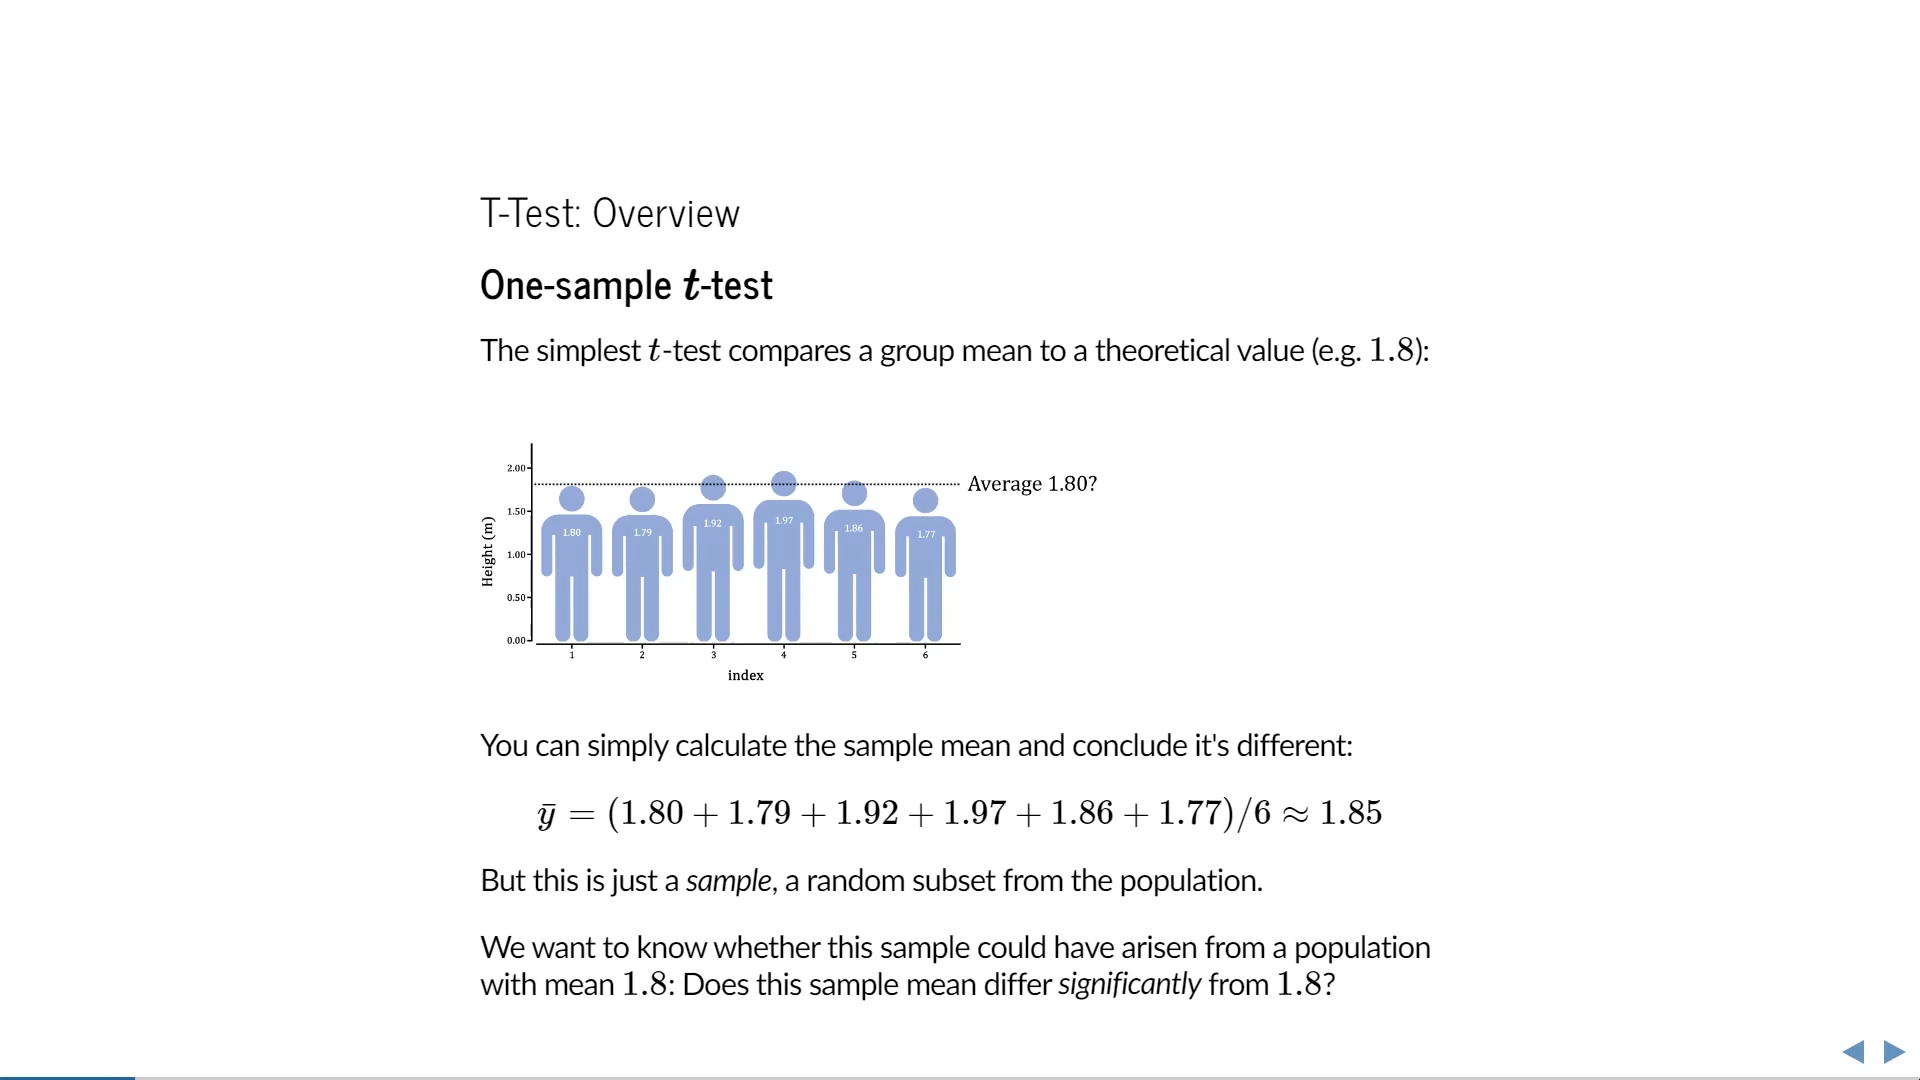 T-Test: Overview
One-sample t-test
The simplest t-test compares a group mean to a theoretical value (e.g. 1.8):
2.00
1.50
1.00
0.50
0.00
Height (m)
Average 1.80?
1.80 1.79 1.92 1.97 1.86 1.77
1 2 3 4 5 6
index
You can simply calculate the sample mean and conclude it's different:
ȳ = (1.80 + 1.79 + 1.92 + 1.97 + 1.86 + 1.77)/6 ≈ 1.85
But this is just a sample, a random subset from the population.
We want to know whether this sample could have arisen from a population
with mean 1.8: Does this sample mean differ significantly from 1.8?